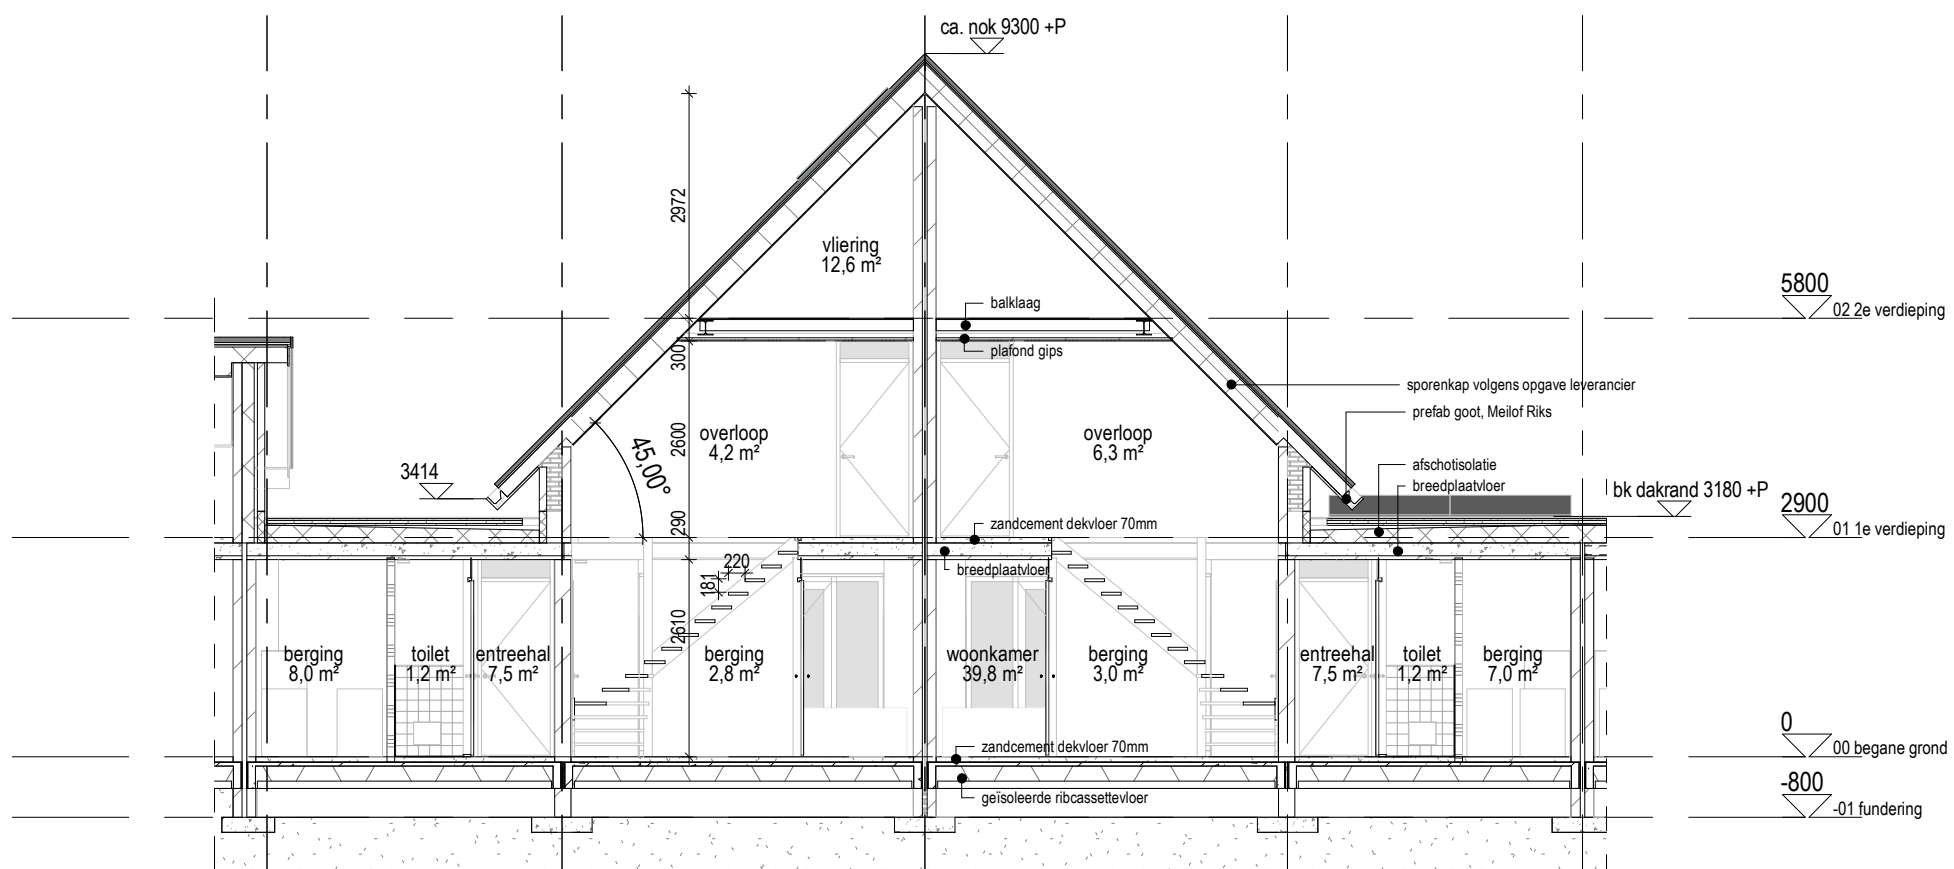 ca. nok 9300 +P
2972
vliering
12,6 m²
balklaag
5800
02 2e verdieping
300
plafond gips
sporenkap volgens opgave leverancier
prefab goot, Meilof Riks
overloop
4,2 m²
2600
45,00°
overloop
6,3 m²
3414
afschotisolatie
breedplaatvloer
bk dakrand 3180 +P
2900
01 1e verdieping
290
zandcement dekvloer 70mm
breedplaatvloer
220
181
2610
berging
8,0 m²
toilet
1,2 m²
entreehal
7,5 m²
berging
2,8 m²
woonkamer
39,8 m²
berging
3,0 m²
entreehal
7,5 m²
toilet
1,2 m²
berging
7,0 m²
0
00 begane grond
zandcement dekvloer 70mm
geïsoleerde ribcassettevloer
-800
-01 fundering